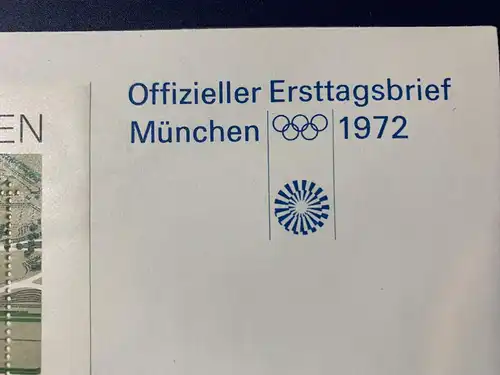 Offizieller Ersttagsbrief
München 1972
EN